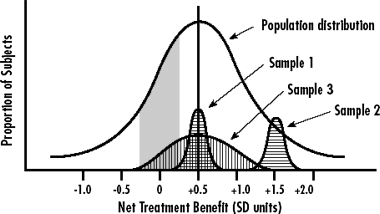 Population distribution
Sample 1
Sample 3
Sample 2
Proportion of Subjects
-1.0 -0.5 0 +0.5 +1.0 +1.5 +2.0
Net Treatment Benefit (SD units)